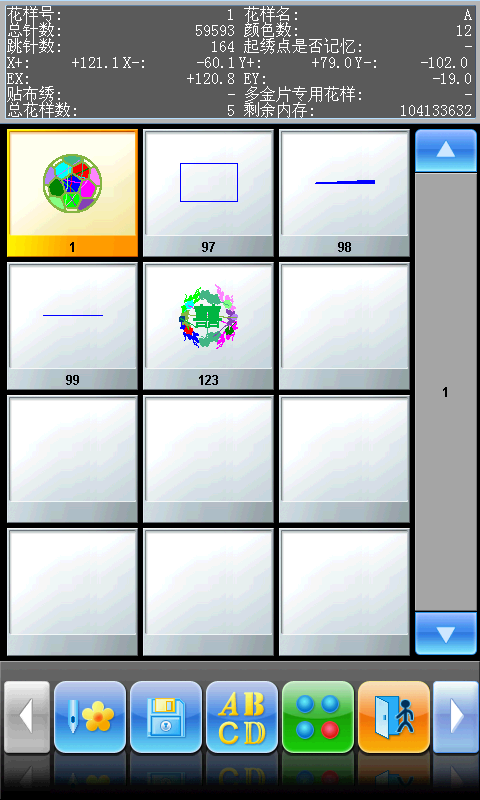 花样号: 1 花样名: A
总针数: 59593 颜色数: 12
跳针数: 164 起绣点是否记忆: -
X+: +121.1 X-: -60.1 Y+: +79.0 Y-: -102.0
EX: +120.8 EY: -19.0
贴布绣: - 多金片专用花样: -
总花样数: 5 剩余内存: 104133632
1 97 98
1
99 123
AB
CD